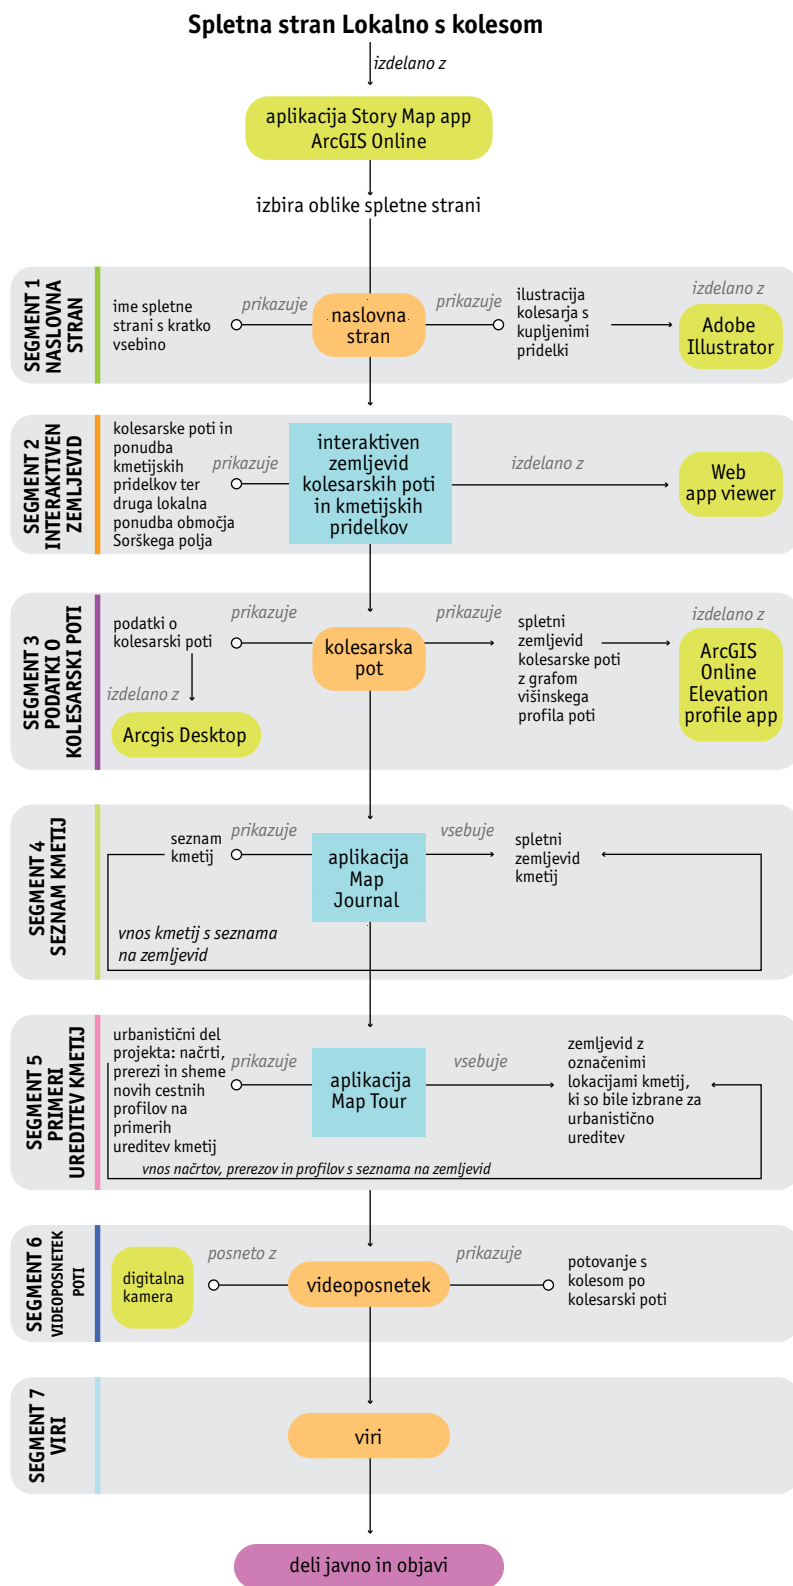 Spletna stran Lokalno s kolesom
izdelano z
aplikacija Story Map app
ArcGIS Online
izbira oblike spletne strani
SEGMENT 1
NASLOVNA
STRAN
ime spletne
strani s kratko
vsebino
prikazuje
naslovna
stran
prikazuje
ilustracija
kolesarja s
kupljenimi
pridelki
izdelano z
Adobe
Illustrator
SEGMENT 2
INTERAKTIVEN
ZEMLJEVID
kolesarske poti in
ponudba
kmetijskih
pridelkov ter
druga lokalna
ponudba območja
Sorškega polja
prikazuje
interaktiven
zemljevid
kolesarskih poti
in kmetijskih
pridelkov
izdelano z
Web
app viewer
SEGMENT 3
PODATKI O
KOLESARSKI POTI
podatki o
kolesarski poti
prikazuje
izdelano z
Arcgis Desktop
kolesarska
pot
prikazuje
spletni
zemljevid
kolesarske poti
z grafom
višinskega
profila poti
izdelano z
ArcGIS
Online
Elevation
profile app
SEGMENT 4
SEZNAM KMETIJ
seznam
kmetij
prikazuje
aplikacija
Map
Journal
vsebuje
spletni
zemljevid
kmetij
vnos kmetij s seznama
na zemljevid
SEGMENT 5
PRIMERI
UREDITEV KMETIJ
urbanistični del
projekta: načrti,
prerezi in sheme
novih cestnih
profilov na
primerih
ureditev kmetij
prikazuje
aplikacija
Map Tour
vsebuje
zemljevid z
označenimi
lokacijami kmetij,
ki so bile izbrane za
urbanistično
ureditev
vnos načrtov, prerezov in profilov s seznama na zemljevid
SEGMENT 6
VIDEOPOSNETEK
POTI
digitalna
kamera
posneto z
videoposnetek
prikazuje
potovanje s
kolesom po
kolesarski poti
SEGMENT 7
VIRI
viri
deli javno in objavi